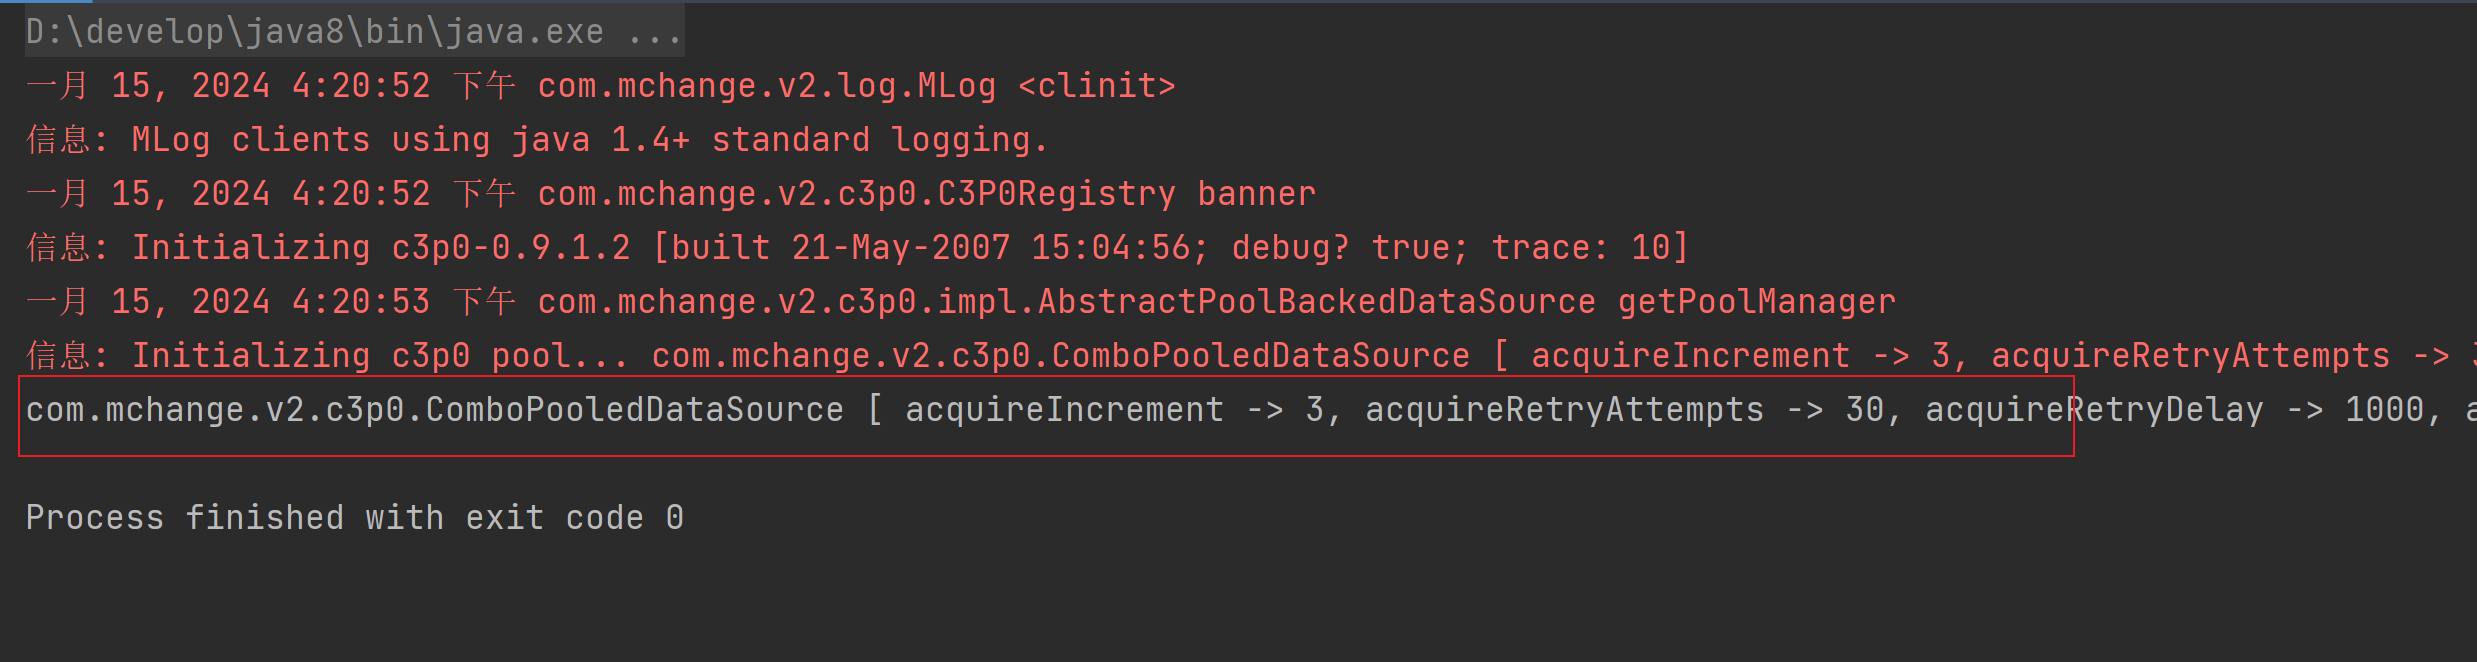 D:\develop\java8\bin\java.exe ...
一月 15, 2024 4:20:52 下午 com.mchange.v2.log.MLog <clinit>
信息: MLog clients using java 1.4+ standard logging.
一月 15, 2024 4:20:52 下午 com.mchange.v2.c3p0.C3P0Registry banner
信息: Initializing c3p0-0.9.1.2 [built 21-May-2007 15:04:56; debug? true; trace: 10]
一月 15, 2024 4:20:53 下午 com.mchange.v2.c3p0.impl.AbstractPoolBackedDataSource getPoolManager
信息: Initializing c3p0 pool... com.mchange.v2.c3p0.ComboPooledDataSource [ acquireIncrement -> 3, acquireRetryAttempts ->
com.mchange.v2.c3p0.ComboPooledDataSource [ acquireIncrement -> 3, acquireRetryAttempts -> 30, acquireRetryDelay -> 1000,
Process finished with exit code 0